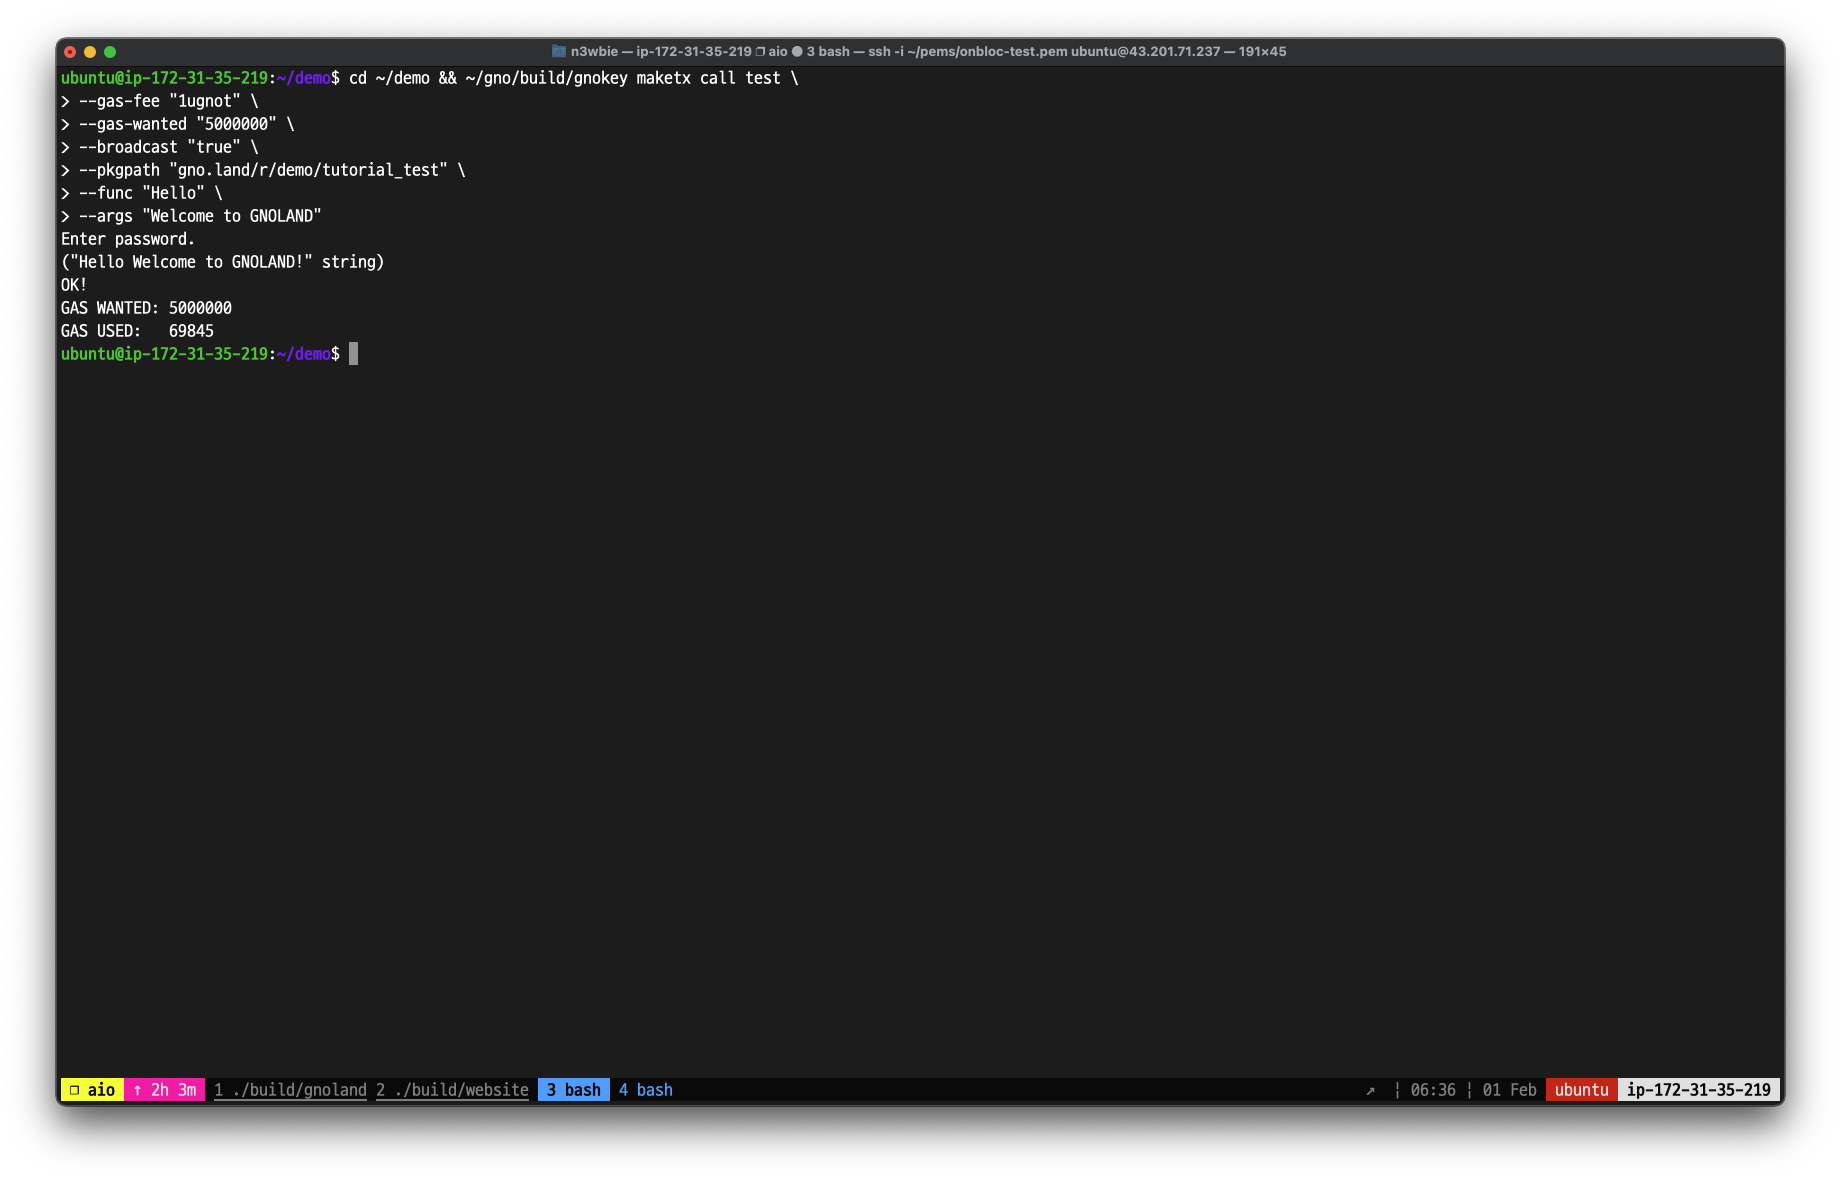 n3wbie — ip-172-31-35-219 ❐ aio ● 3 bash — ssh -i ~/pems/onbloc-test.pem ubuntu@43.201.71.237 — 191×45
ubuntu@ip-172-31-35-219:~/demo$ cd ~/demo && ~/gno/build/gnokey maketx call test \
> --gas-fee "1ugnot" \
> --gas-wanted "5000000" \
> --broadcast "true" \
> --pkgpath "gno.land/r/demo/tutorial_test" \
> --func "Hello" \
> --args "Welcome to GNOLAND"
Enter password.
("Hello Welcome to GNOLAND!" string)
OK!
GAS WANTED: 5000000
GAS USED:   69845
ubuntu@ip-172-31-35-219:~/demo$
❐ aio ↑ 2h 3m 1 ./build/gnoland 2 ./build/website 3 bash 4 bash ↗ ¦ 06:36 ¦ 01 Feb ubuntu ip-172-31-35-219